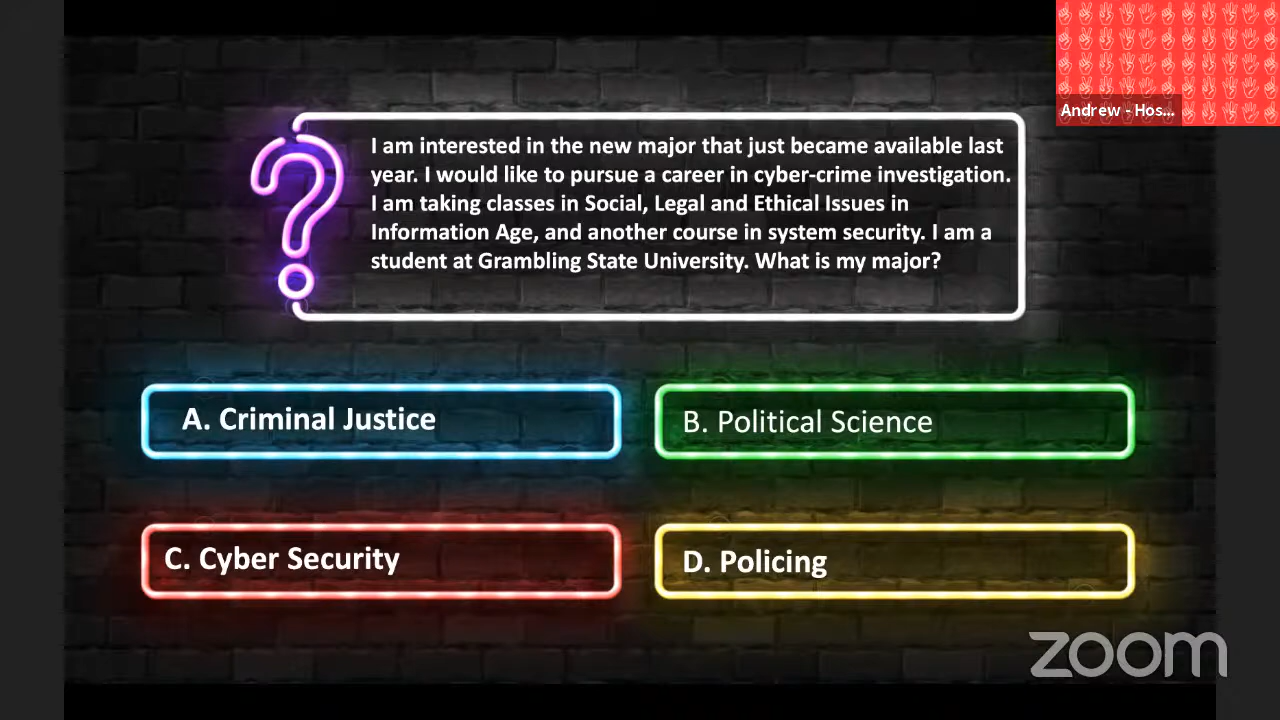 Andrew - Hos...
I am interested in the new major that just became available last
year. I would like to pursue a career in cyber-crime investigation.
I am taking classes in Social, Legal and Ethical Issues in
Information Age, and another course in system security. I am a
student at Grambling State University. What is my major?
A. Criminal Justice
B. Political Science
C. Cyber Security
D. Policing
zoom